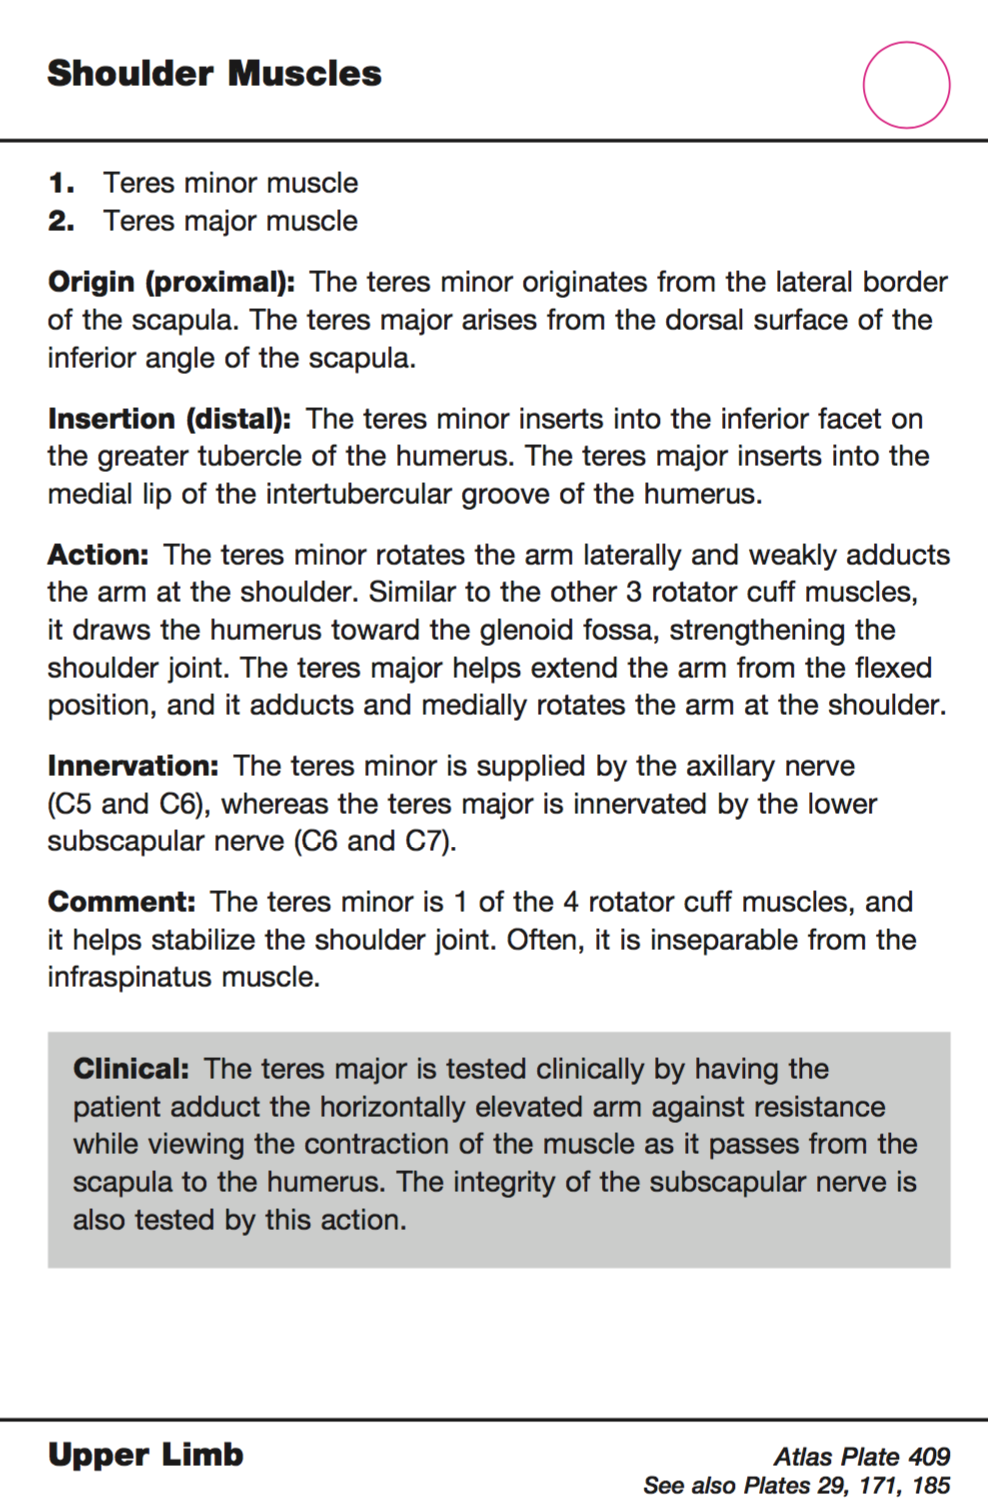 Shoulder Muscles
1. Teres minor muscle
2. Teres major muscle
Origin (proximal): The teres minor originates from the lateral border
of the scapula. The teres major arises from the dorsal surface of the
inferior angle of the scapula.
Insertion (distal): The teres minor inserts into the inferior facet on
the greater tubercle of the humerus. The teres major inserts into the
medial lip of the intertubercular groove of the humerus.
Action: The teres minor rotates the arm laterally and weakly adducts
the arm at the shoulder. Similar to the other 3 rotator cuff muscles,
it draws the humerus toward the glenoid fossa, strengthening the
shoulder joint. The teres major helps extend the arm from the flexed
position, and it adducts and medially rotates the arm at the shoulder.
Innervation: The teres minor is supplied by the axillary nerve
(C5 and C6), whereas the teres major is innervated by the lower
subscapular nerve (C6 and C7).
Comment: The teres minor is 1 of the 4 rotator cuff muscles, and
it helps stabilize the shoulder joint. Often, it is inseparable from the
infraspinatus muscle.
Clinical: The teres major is tested clinically by having the
patient adduct the horizontally elevated arm against resistance
while viewing the contraction of the muscle as it passes from the
scapula to the humerus. The integrity of the subscapular nerve is
also tested by this action.
Upper Limb
Atlas Plate 409
See also Plates 29, 171, 185